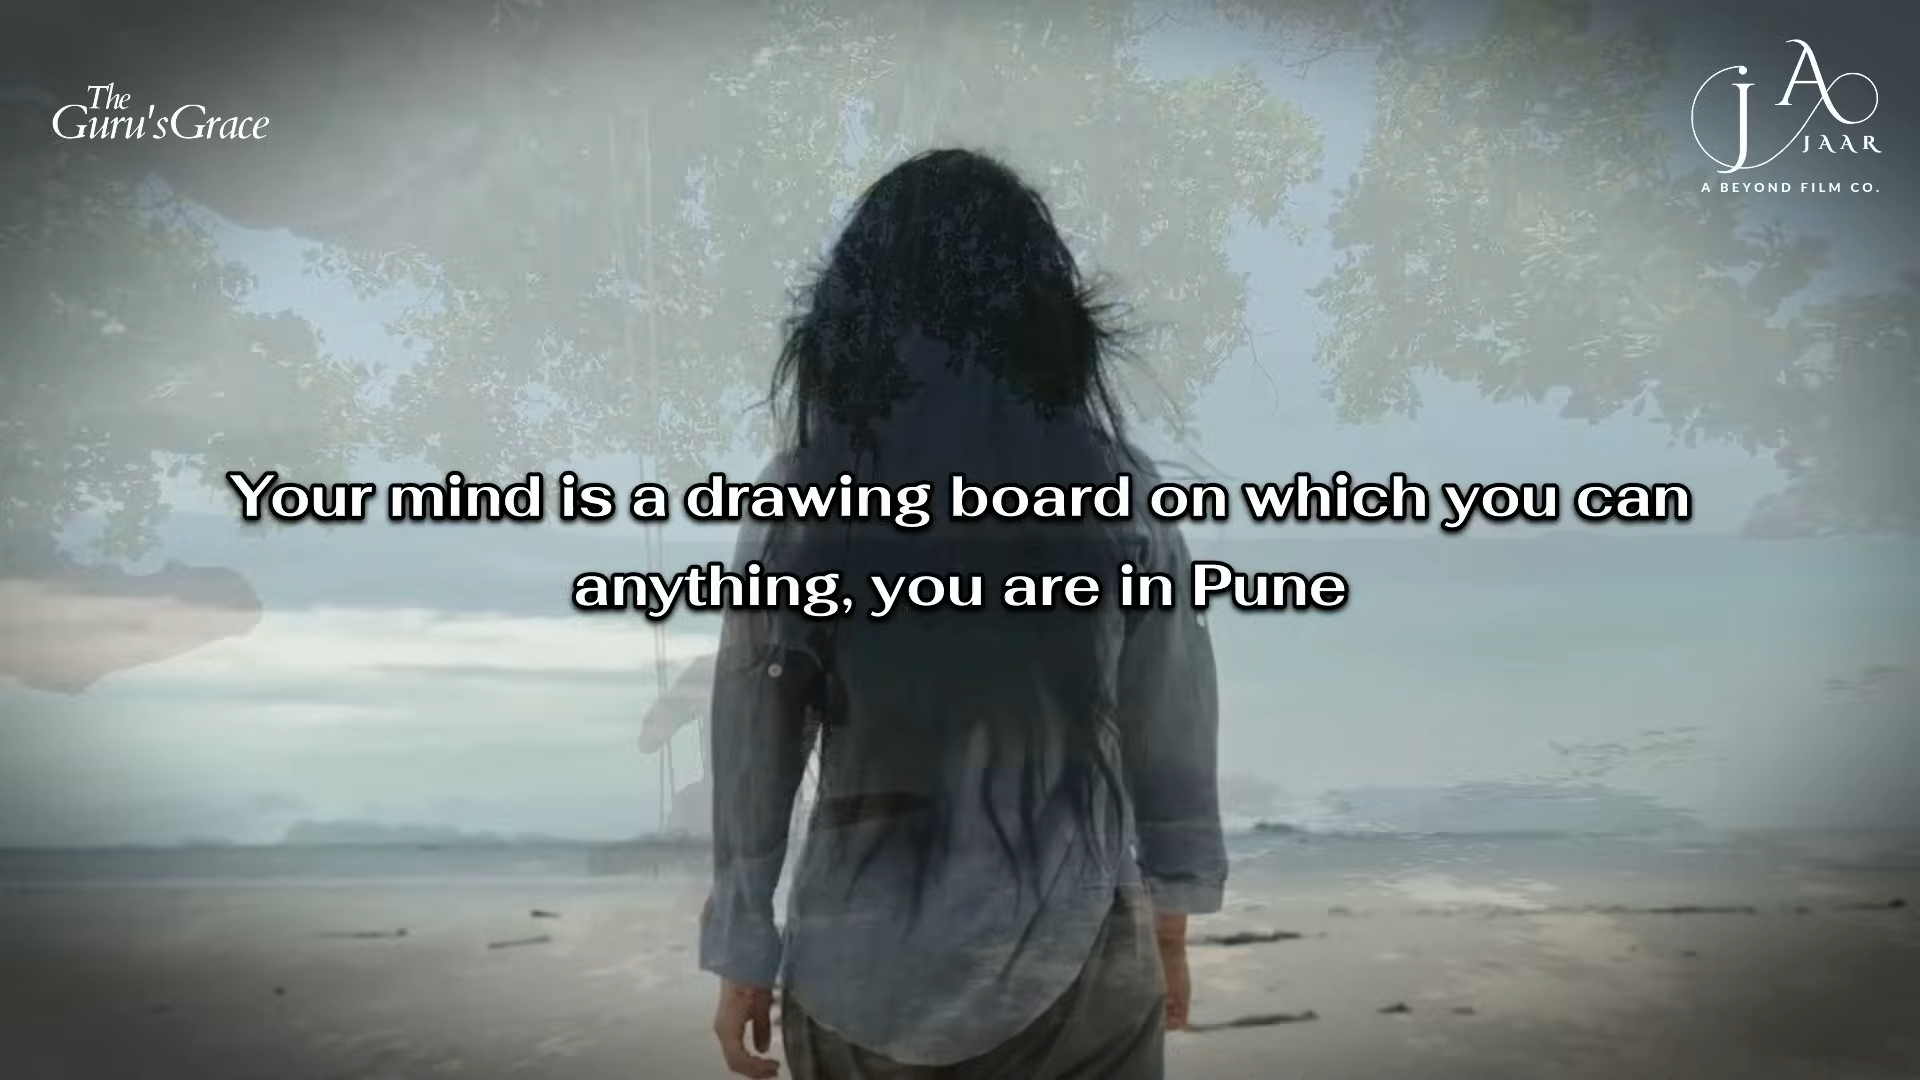 The
Guru'sGrace
JA
JAAR
A BEYOND FILM CO.
Your mind is a drawing board on which you can
anything, you are in Pune